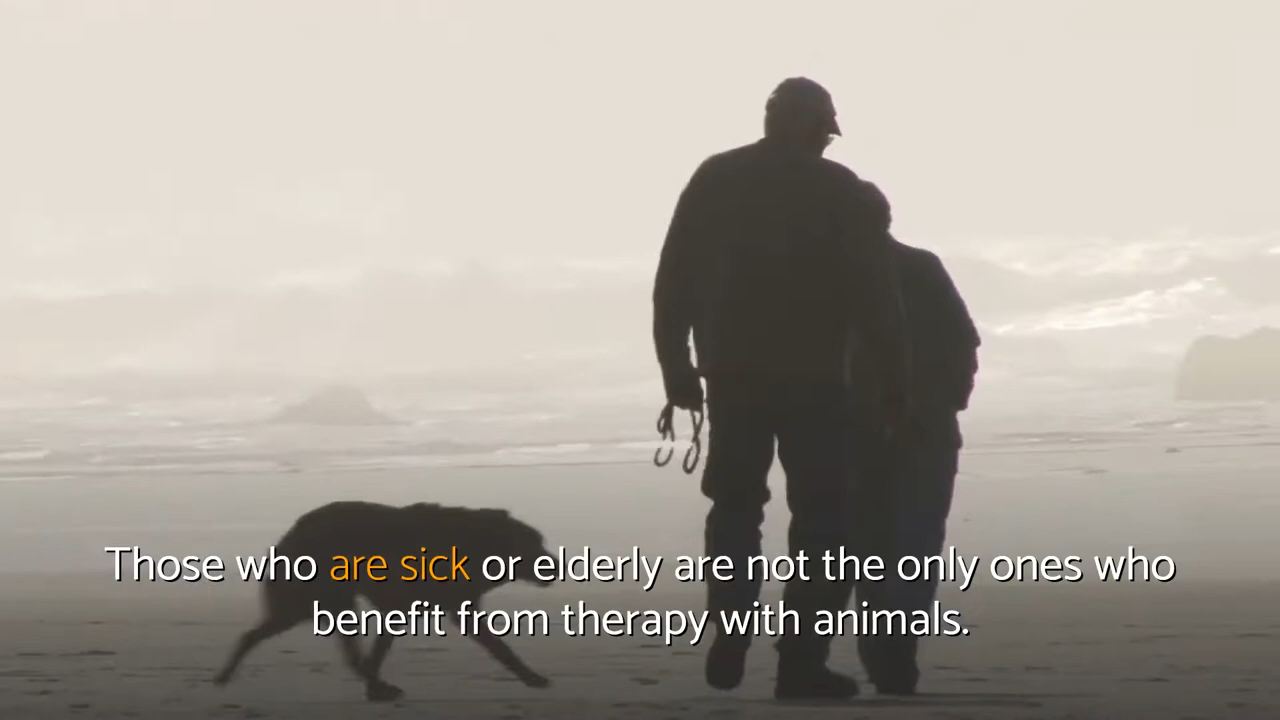 Those who are sick or elderly are not the only ones who
benefit from therapy with animals.